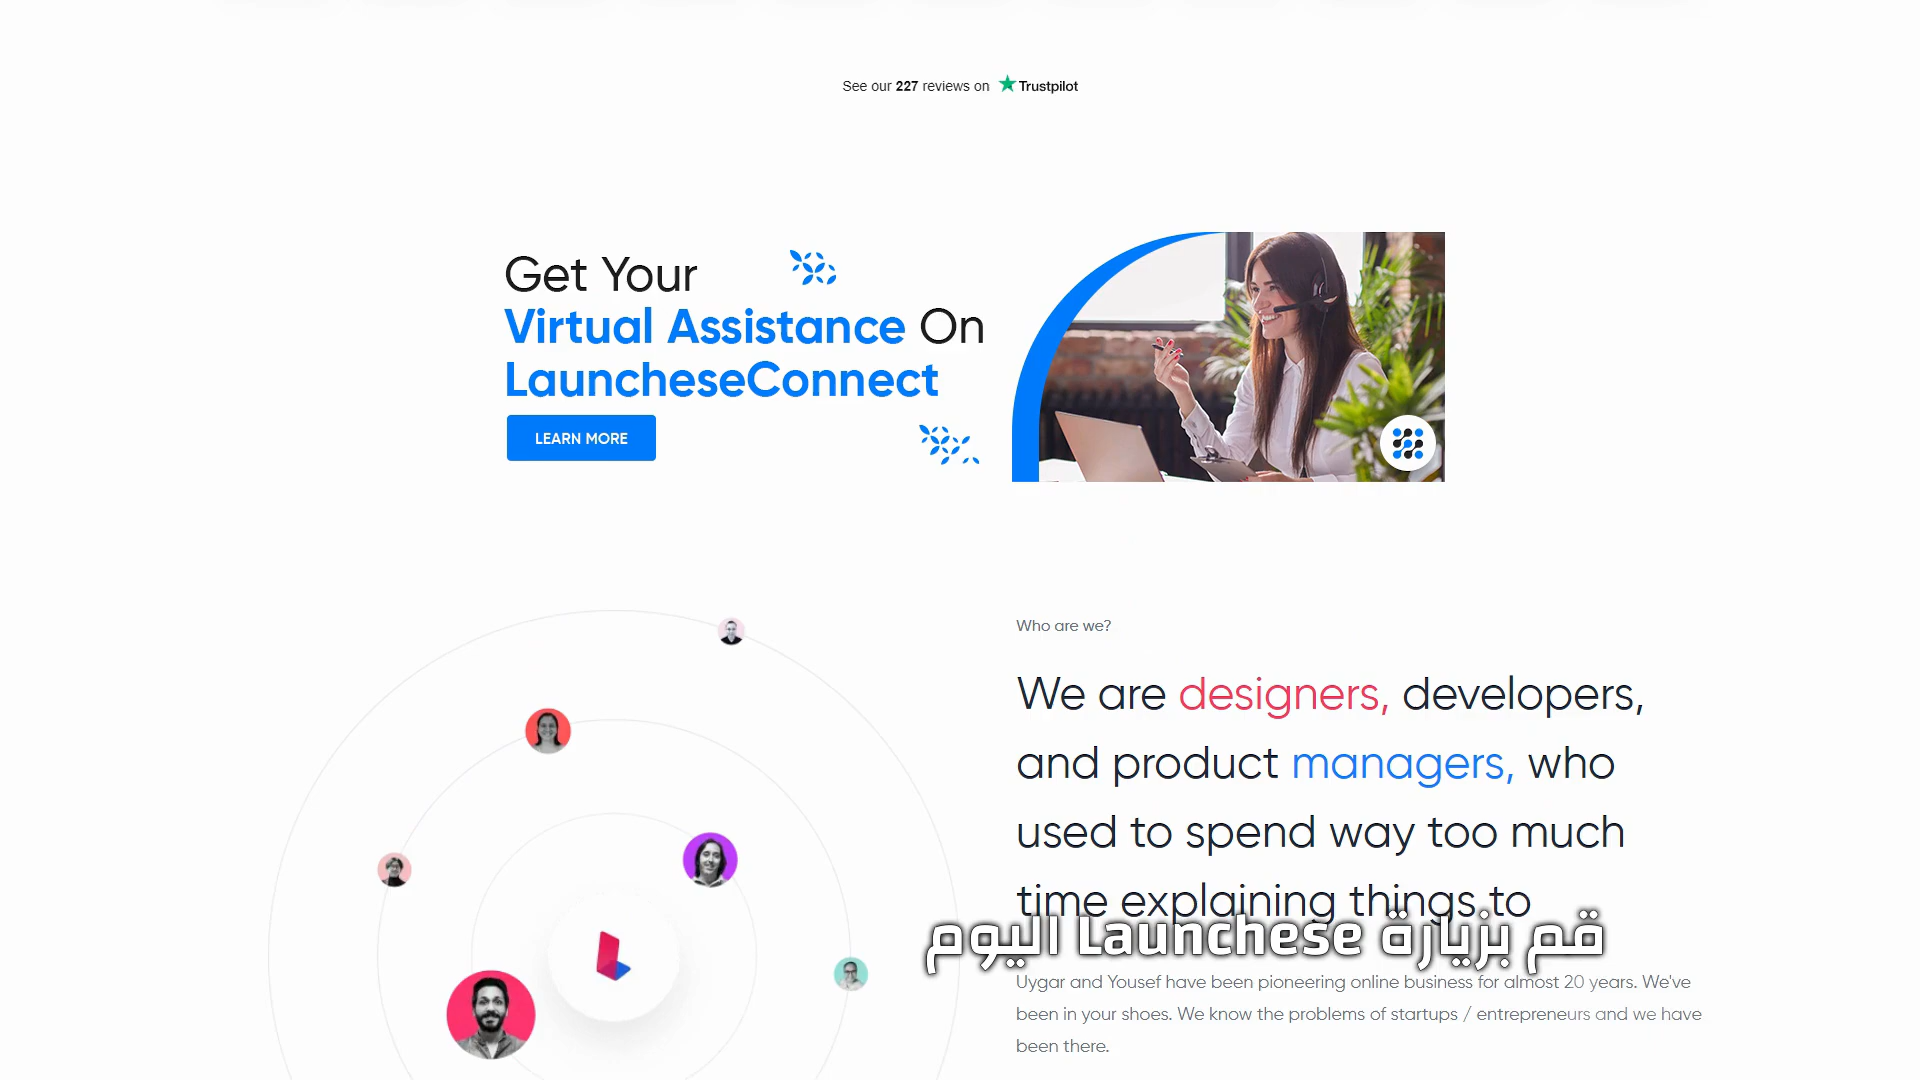 See our 227 reviews on Trustpilot
Get Your
Virtual Assistance On
LauncheseConnect
LEARN MORE
Who are we?
We are designers, developers,
and product managers, who
used to spend way too much
time explaining things to
قم بزيارة Launchese اليوم
Uygar and Yousef have been pioneering online business for almost 20 years. We've
been in your shoes. We know the problems of startups / entrepreneurs and we have
been there.